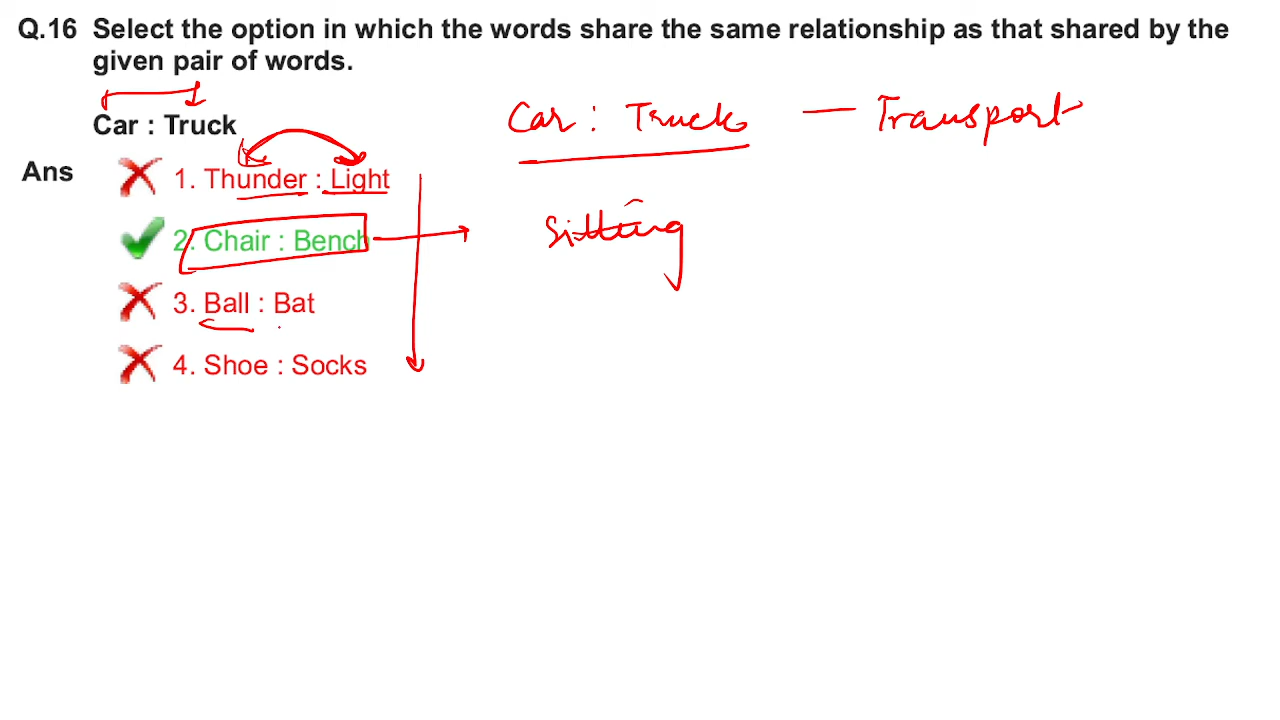 Q.16 Select the option in which the words share the same relationship as that shared by the
given pair of words.
Car : Truck
Car : Truck — Transport
Ans
1. Thunder : Light
2. Chair : Bench
Sitting
3. Ball : Bat
4. Shoe : Socks